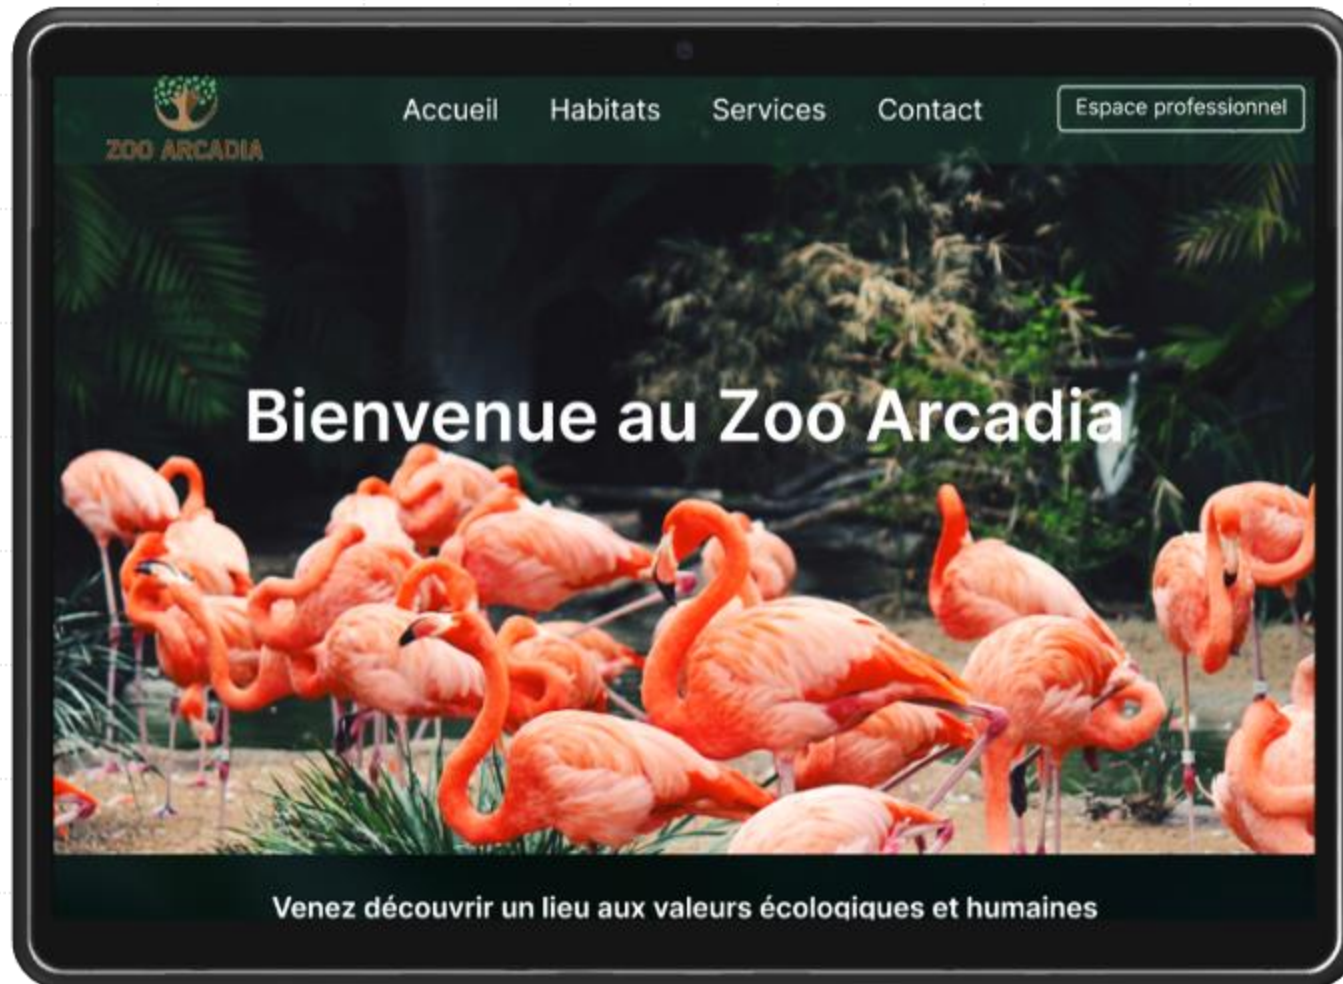 ZOO ARCADIA
Accueil
Habitats
Services
Contact
Espace professionnel
Bienvenue au Zoo Arcadia
Venez découvrir un lieu aux valeurs écologiques et humaines